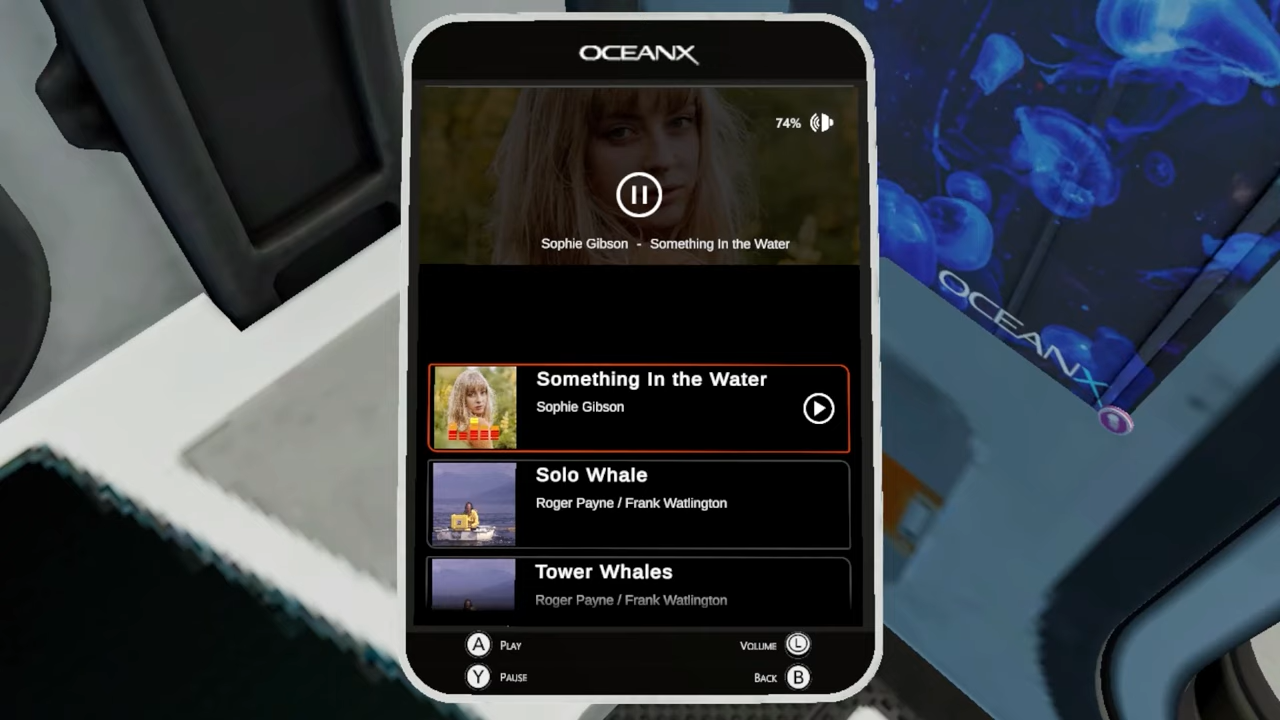 OCEANX
74%
Sophie Gibson - Something In the Water
OCEANX
Something In the Water
Sophie Gibson
Solo Whale
Roger Payne / Frank Watlington
Tower Whales
Roger Payne / Frank Watlington
A PLAY
VOLUME L
Y PAUSE
BACK B